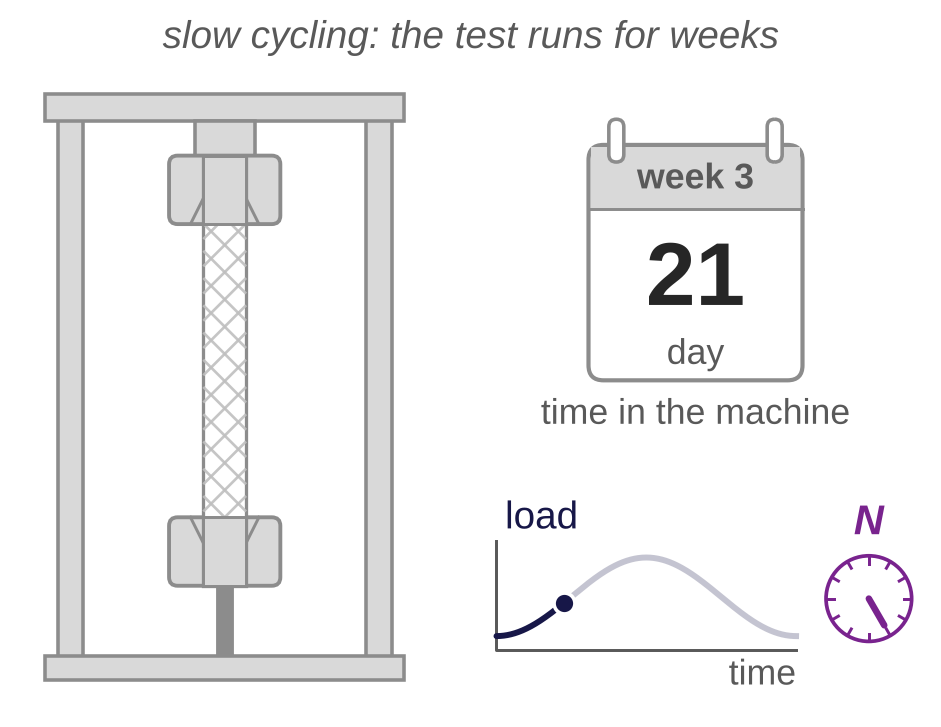 slow cycling: the test runs for weeks
week 3
21
day
time in the machine
load
N
time